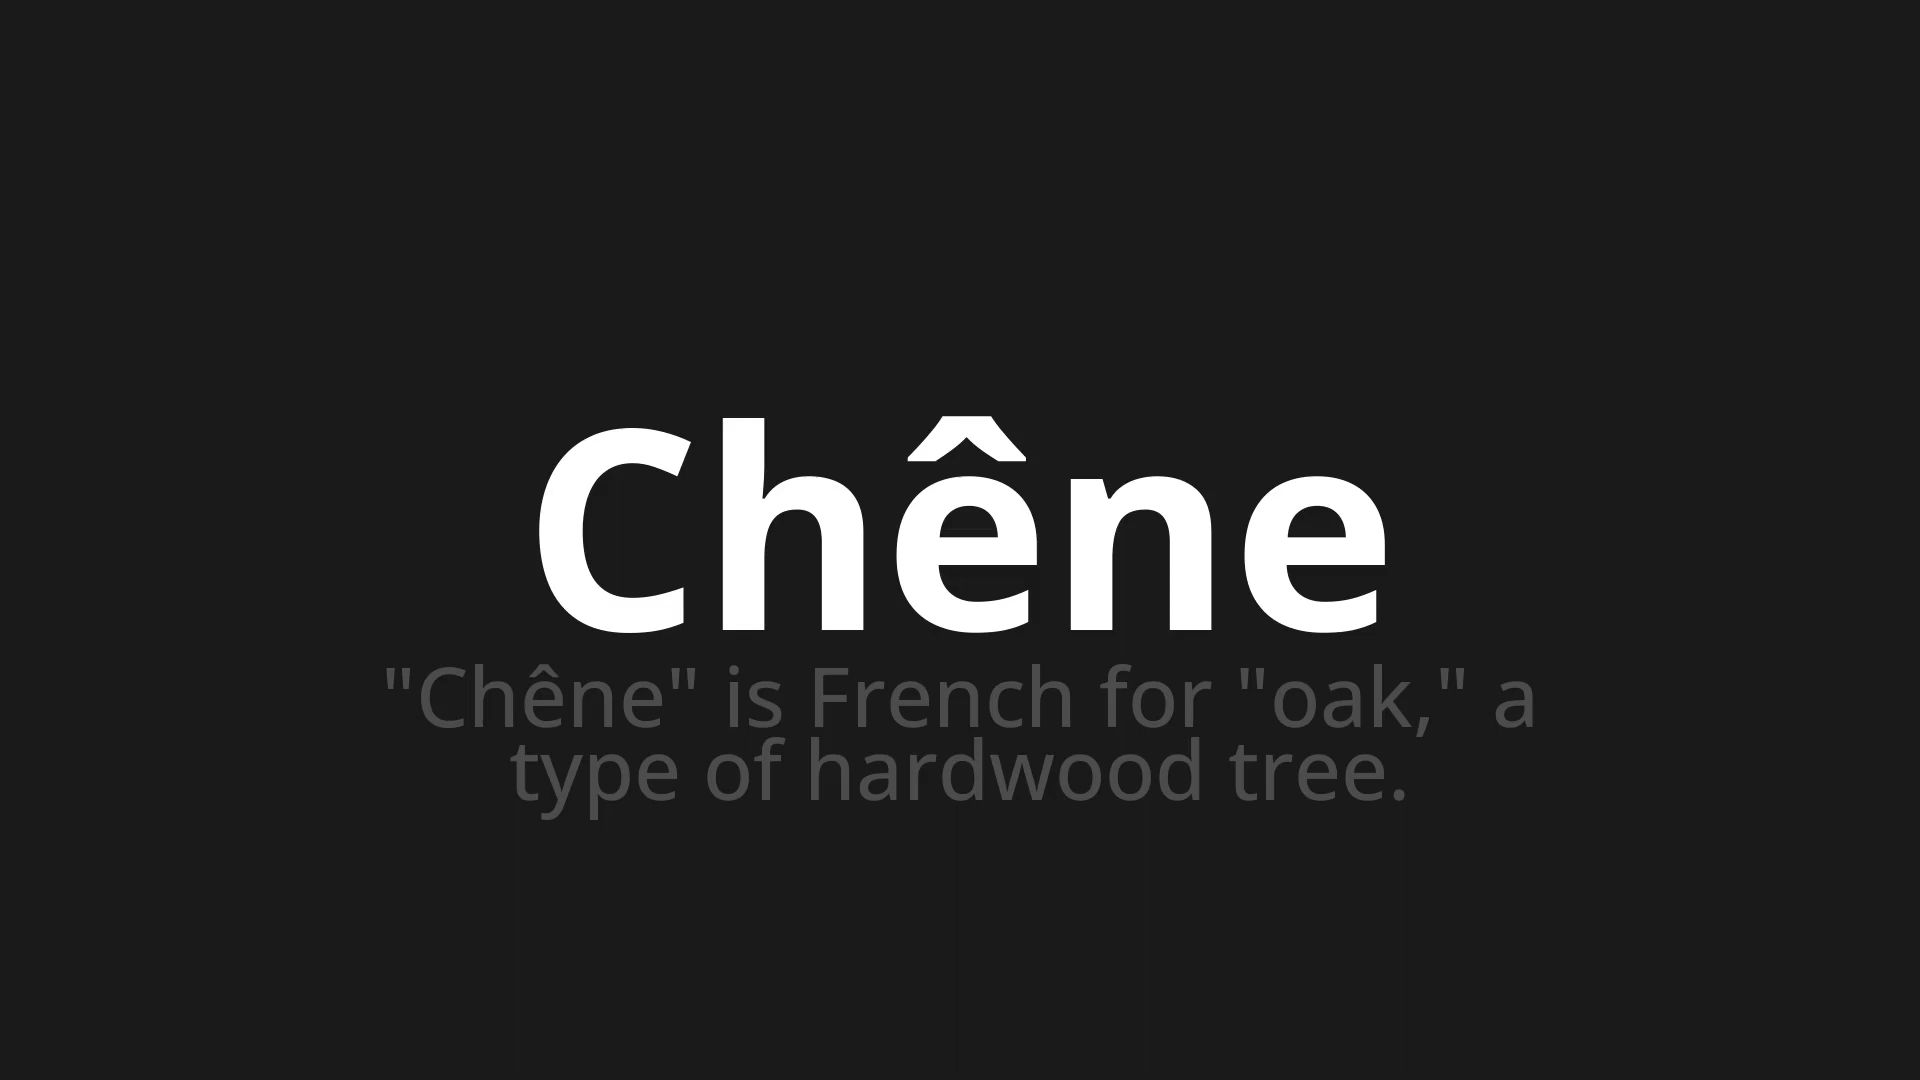 Chêne
"Chêne" is French for "oak," a
type of hardwood tree.